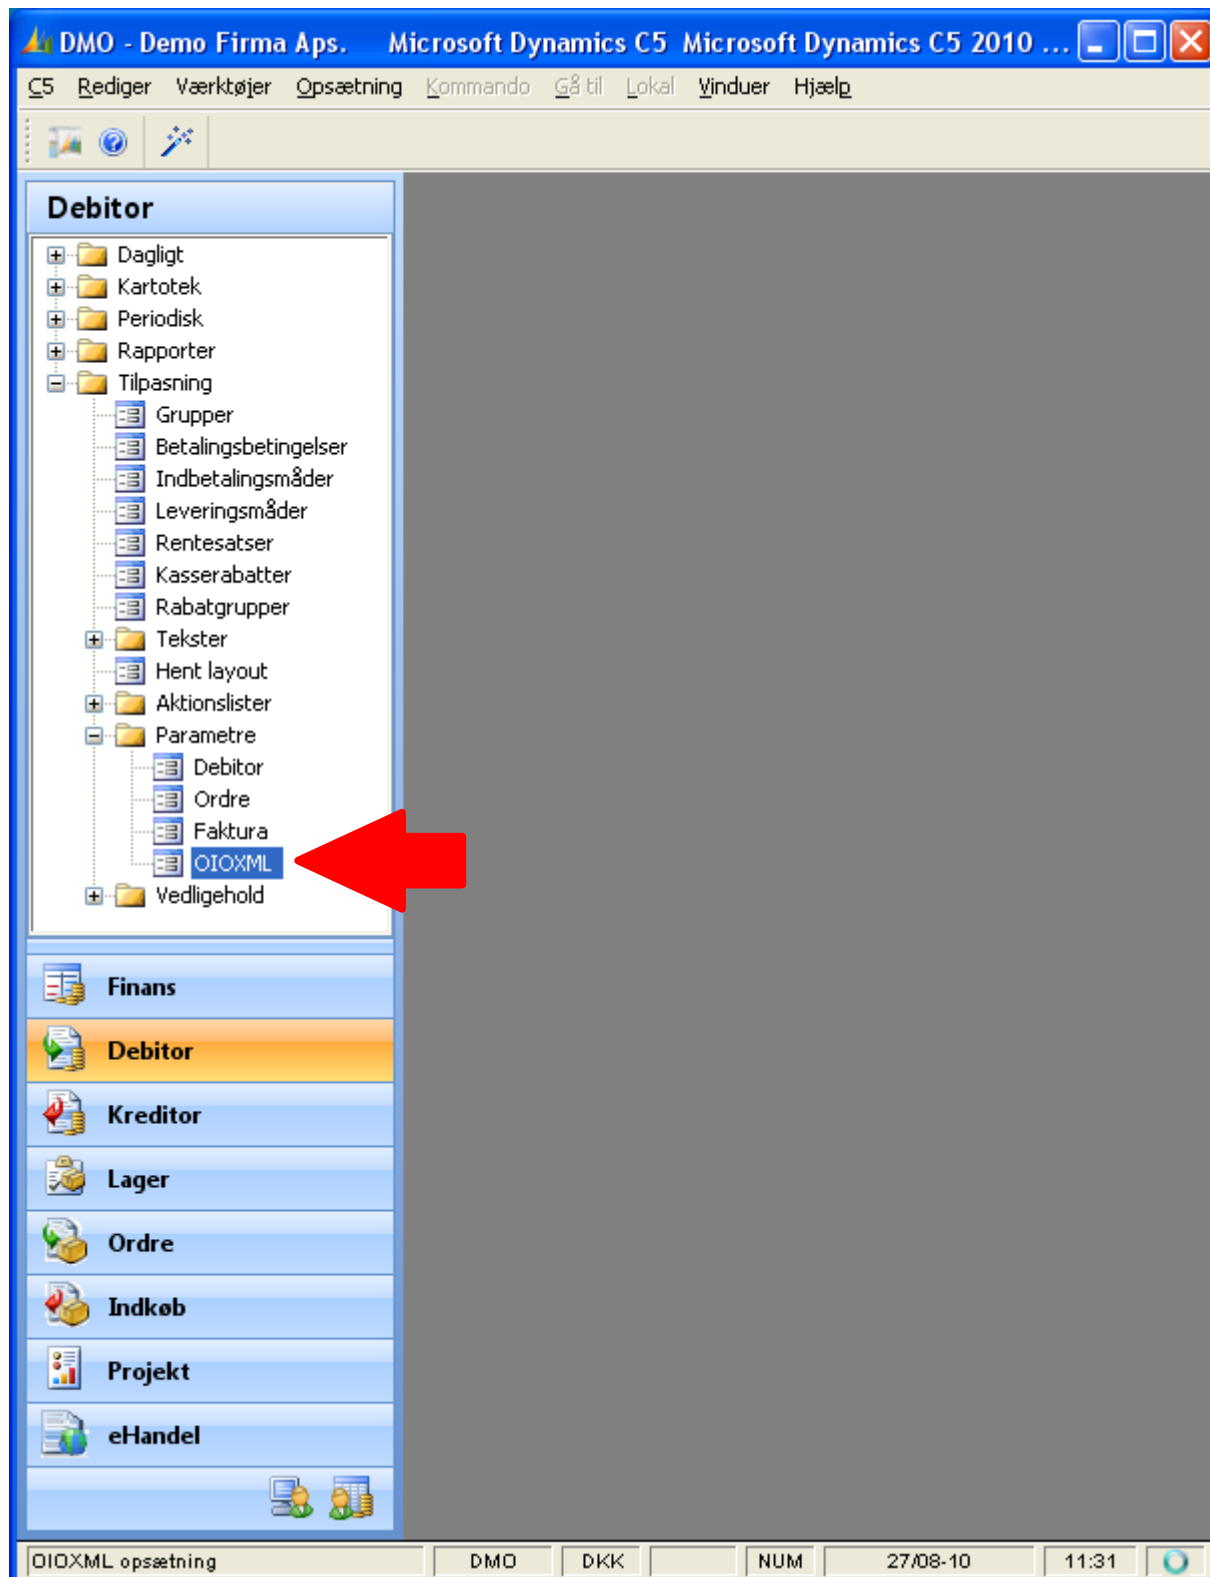 DMO - Demo Firma Aps. Microsoft Dynamics C5 Microsoft Dynamics C5 2010 ...
C5 Rediger Værktøjer Opsætning Kommando Gå til Lokal Vinduer Hjælp
Debitor
Dagligt
Kartotek
Periodisk
Rapporter
Tilpasning
Grupper
Betalingsbetingelser
Indbetalingsmåder
Leveringsmåder
Rentesatser
Kasserabatter
Rabatgrupper
Tekster
Hent layout
Aktionslister
Parametre
Debitor
Ordre
Faktura
OIOXML
Vedligehold
Finans
Debitor
Kreditor
Lager
Ordre
Indkøb
Projekt
eHandel
OIOXML opsætning DMO DKK NUM 27/08-10 11:31